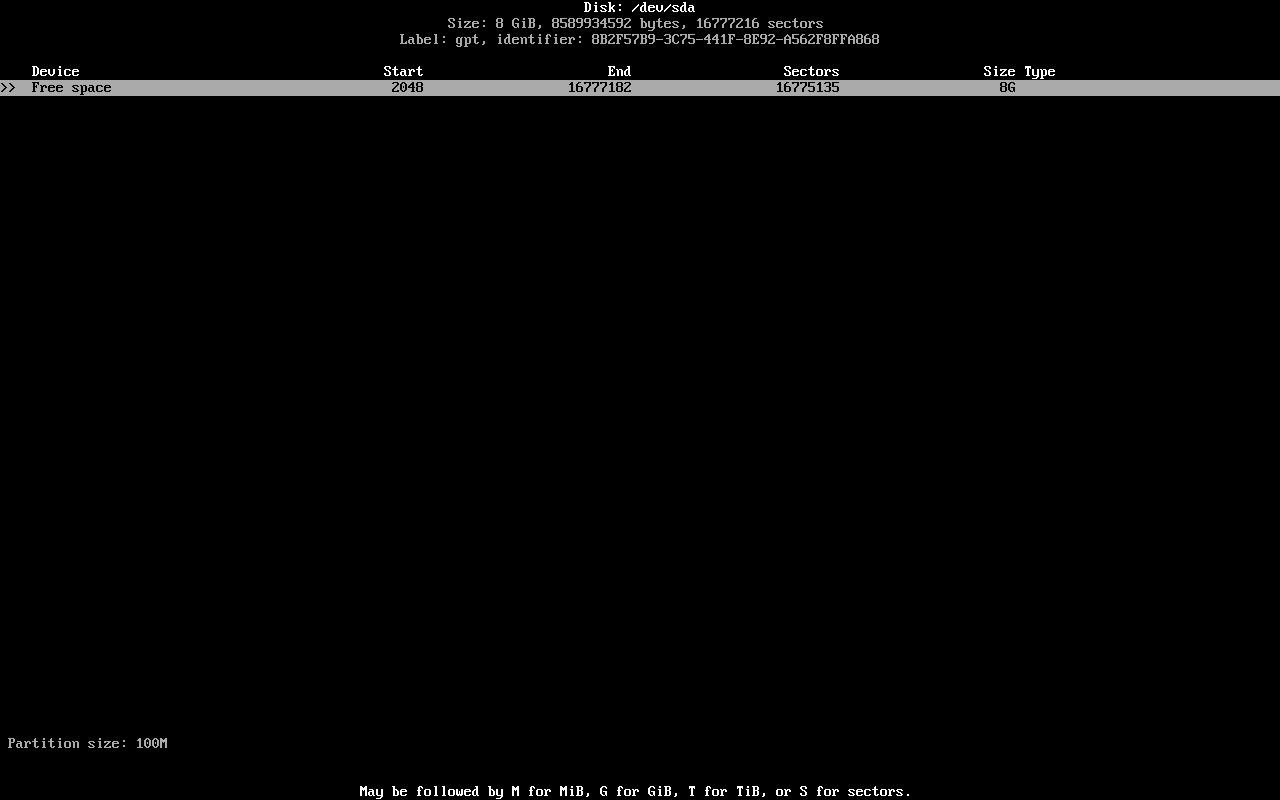 Disk: /dev/sda
Size: 8 GiB, 8589934592 bytes, 16777216 sectors
Label: gpt, identifier: 8B2F57B9-3C75-441F-8E92-A562F8FFA868
Device Start End Sectors Size Type
>> Free space 2048 16777182 16775135 8G
Partition size: 100M
May be followed by M for MiB, G for GiB, T for TiB, or S for sectors.